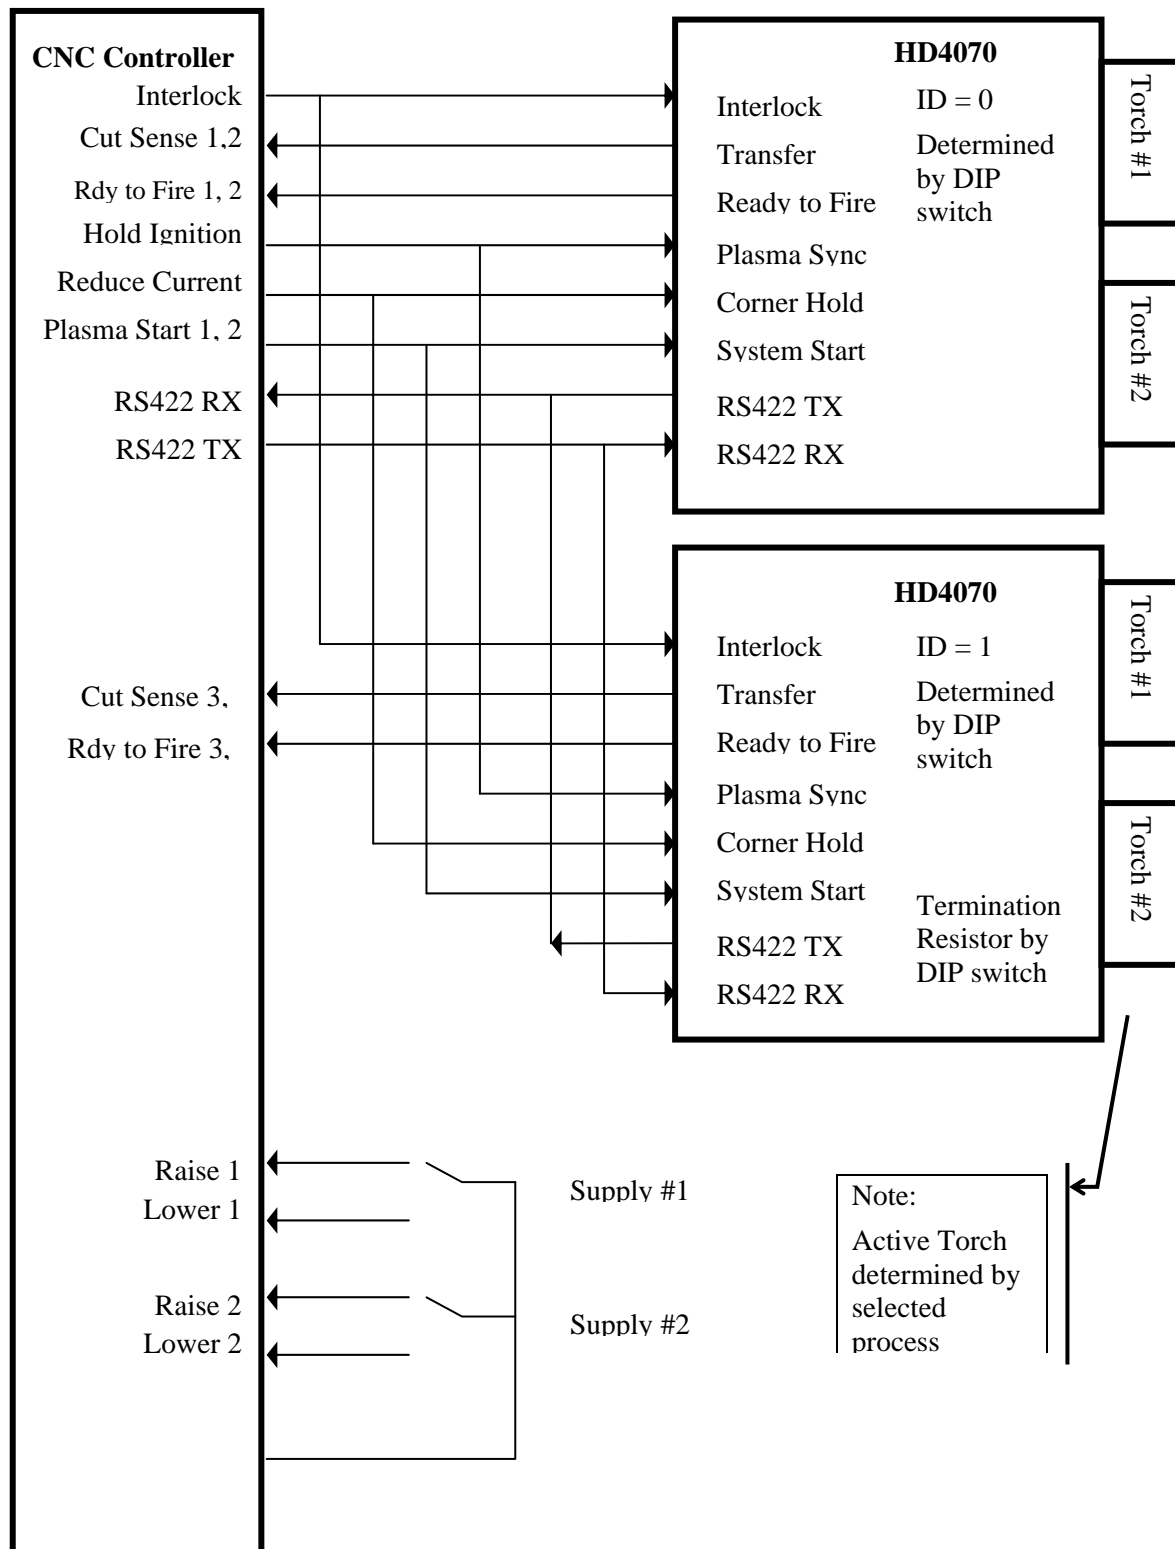 CNC Controller
Interlock
Cut Sense 1,2
Rdy to Fire 1, 2
Hold Ignition
Reduce Current
Plasma Start 1, 2
RS422 RX
RS422 TX
HD4070
Interlock
Transfer
Ready to Fire
Plasma Sync
Corner Hold
System Start
RS422 TX
RS422 RX
ID = 0
Determined
by DIP
switch
Torch #1
Torch #2
Cut Sense 3,
Rdy to Fire 3,
HD4070
Interlock
Transfer
Ready to Fire
Plasma Sync
Corner Hold
System Start
RS422 TX
RS422 RX
ID = 1
Determined
by DIP
switch
Termination
Resistor by
DIP switch
Torch #1
Torch #2
Raise 1
Lower 1
Raise 2
Lower 2
Supply #1
Supply #2
Note:
Active Torch
determined by
selected
process